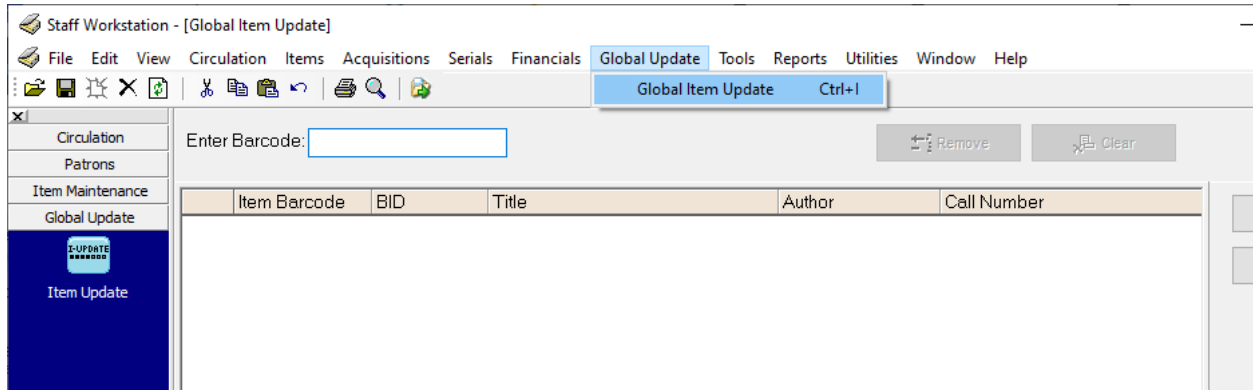 Staff Workstation - [Global Item Update]
File Edit View Circulation Items Acquisitions Serials Financials Global Update Tools Reports Utilities Window Help
Global Item Update Ctrl+I
Circulation
Patrons
Item Maintenance
Global Update
I-UPDATE
Item Update
Enter Barcode:
Remove
Clear
Item Barcode BID Title Author Call Number